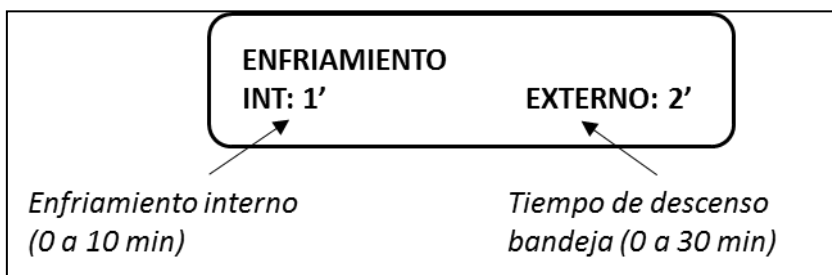 ENFRIAMIENTO
INT: 1’ EXTERNO: 2’
Enfriamiento interno
(0 a 10 min)
Tiempo de descenso
bandeja (0 a 30 min)